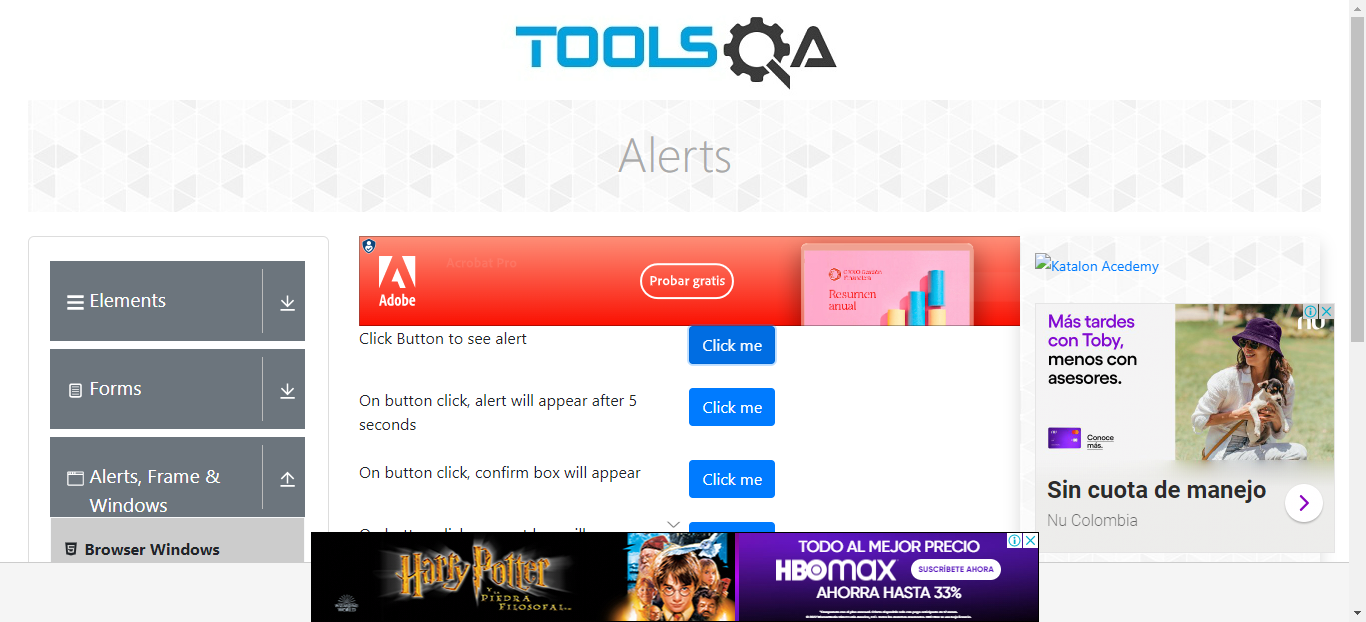 TOOLSQA
Alerts
Elements
Forms
Alerts, Frame &
Windows
Browser Windows
Adobe
Acrobat Pro
Probar gratis
Resumen
anual
Click Button to see alert
Click me
On button click, alert will appear after 5
seconds
Click me
On button click, confirm box will appear
Click me
Katalon Acedemy
Más tardes
con Toby,
menos con
asesores.
Conoce
más.
nu
Sin cuota de manejo
Nu Colombia
Harry Potter
Y LA
PIEDRA
FILOSOFAL
TODO AL MEJOR PRECIO
HBOmax
SUSCRÍBETE AHORA
AHORRA HASTA 33%